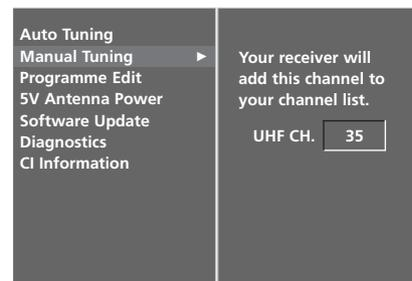 Auto Tuning
Manual Tuning ►
Programme Edit
5V Antenna Power
Software Update
Diagnostics
CI Information
Your receiver will
add this channel to
your channel list.
UHF CH. 35